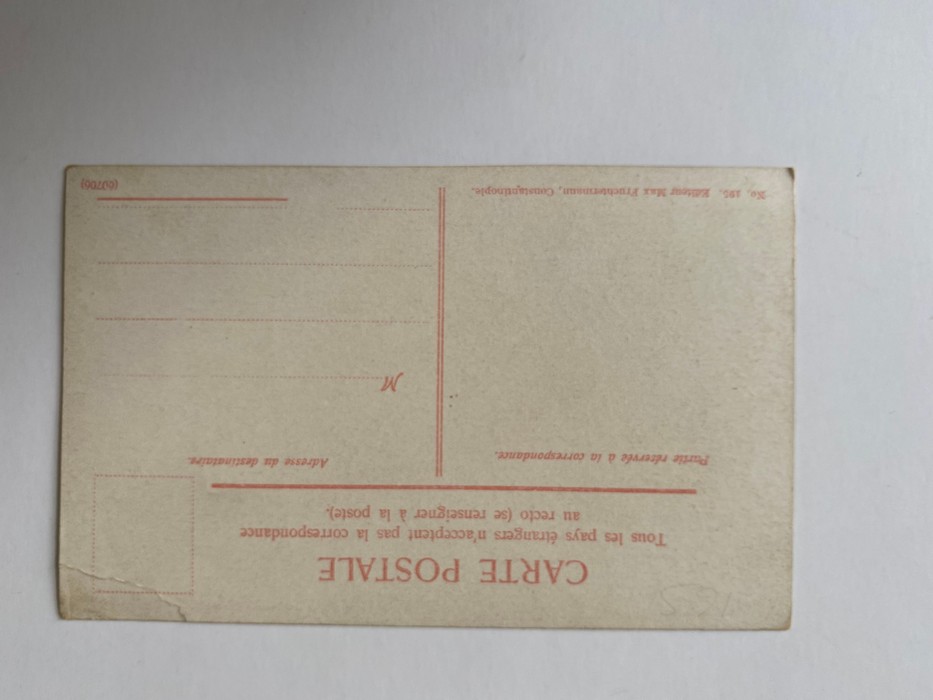 CARTE POSTALE
Tous les pays étrangers n'acceptent pas la correspondance
au recto (se renseigner à la poste).
Partie réservée à la correspondance.
Adresse du destinataire.
M
No. 195. Editeur Max Fruchtermann, Constantinople.
(60706)